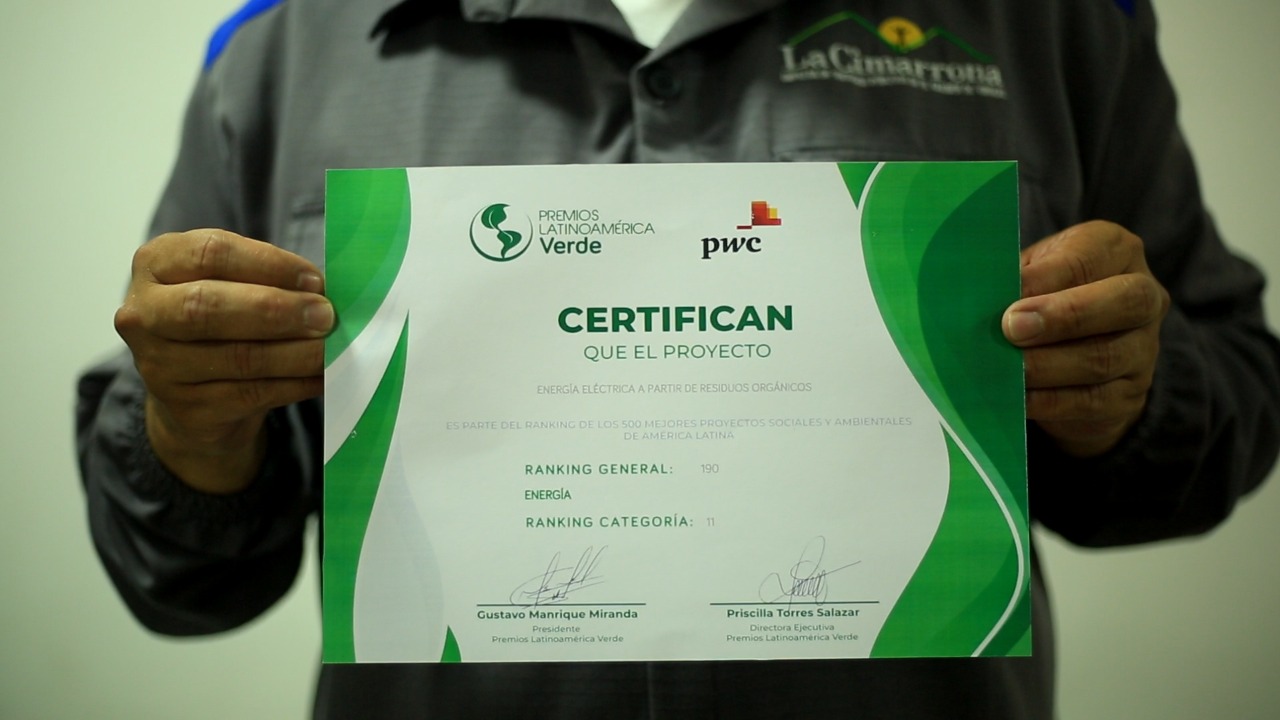 La Cimarrona
PREMIOS
LATINOAMÉRICA
Verde
pwc
CERTIFICAN
QUE EL PROYECTO
ENERGÍA ELÉCTRICA A PARTIR DE RESIDUOS ORGÁNICOS
ES PARTE DEL RANKING DE LOS 500 MEJORES PROYECTOS SOCIALES Y AMBIENTALES
DE AMÉRICA LATINA
RANKING GENERAL: 190
ENERGÍA
RANKING CATEGORÍA: 11
Gustavo Manrique Miranda
Presidente
Premios Latinoamérica Verde
Priscilla Torres Salazar
Directora Ejecutiva
Premios Latinoamérica Verde